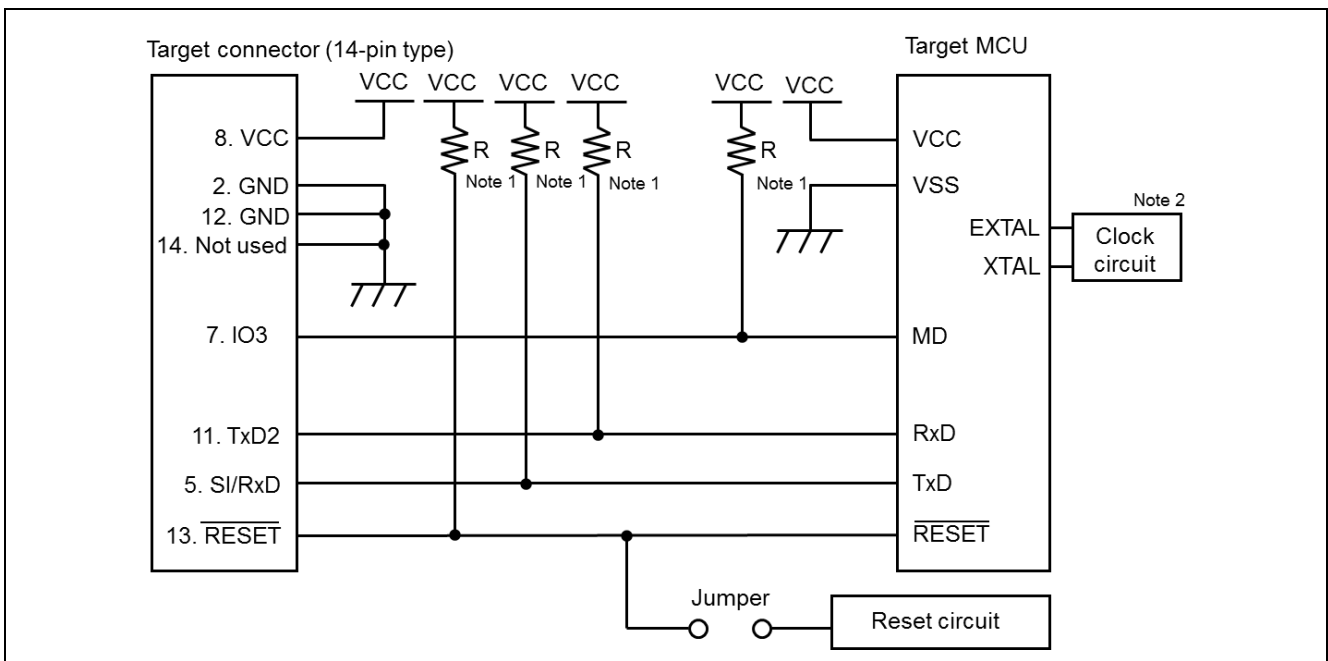 Target connector (14-pin type)
Target MCU
VCC VCC VCC VCC VCC VCC
8. VCC
R R R R
VCC
Note 1 Note 1 Note 1 Note 1
2. GND
VSS
Note 2
12. GND
EXTAL
Clock
circuit
14. Not used
XTAL
7. IO3
MD
11. TxD2
RxD
5. SI/RxD
TxD
13. RESET
RESET
Jumper
Reset circuit